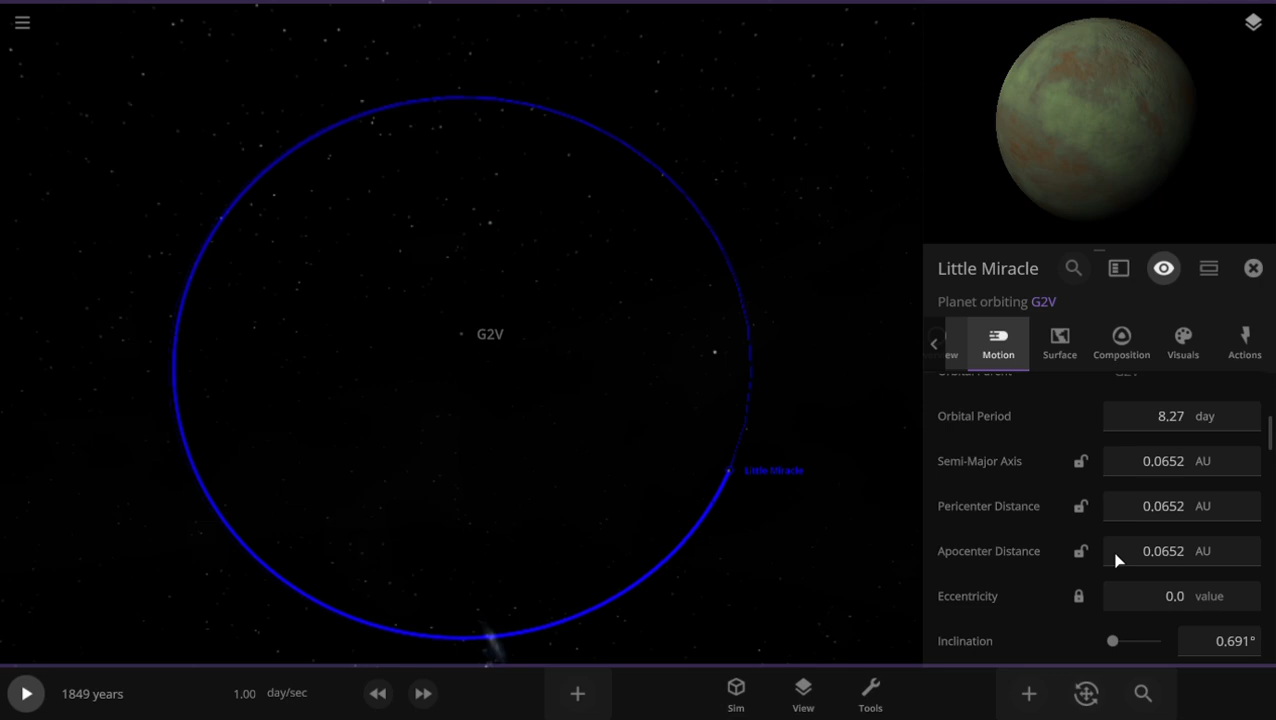 G2V
Little Miracle
Little Miracle
Planet orbiting G2V
Motion
Surface
Composition
Visuals
Actions
Orbital Period 8,27 day
Semi-Major Axis 0,0652 AU
Pericenter Distance 0,0652 AU
Apocenter Distance 0,0652 AU
Eccentricity 0,0 value
Inclination 0,691°
1849 years
1.00 day/sec
Sim
View
Tools